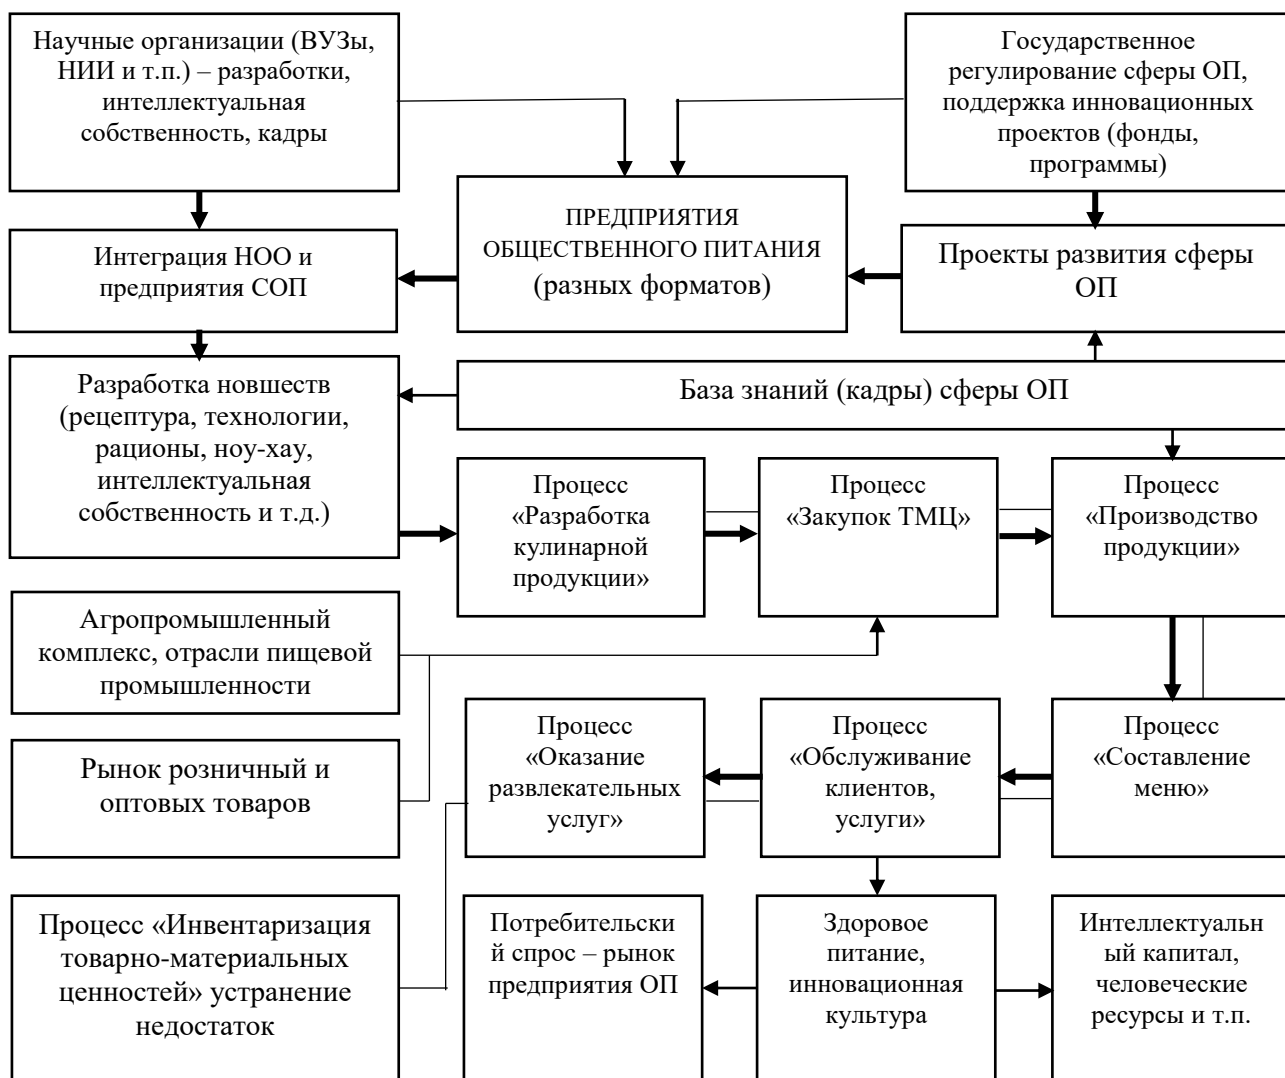 Научные организации (ВУЗы,
НИИ и т.п.) – разработки,
интеллектуальная
собственность, кадры
Государственное
регулирование сферы ОП,
поддержка инновационных
проектов (фонды,
программы)
ПРЕДПРИЯТИЯ
ОБЩЕСТВЕННОГО ПИТАНИЯ
(разных форматов)
Интеграция НОО и
предприятия СОП
Проекты развития сферы
ОП
Разработка новшеств
(рецептура, технологии,
рационы, ноу-хау,
интеллектуальная
собственность и т.д.)
База знаний (кадры) сферы ОП
Процесс
«Разработка
кулинарной
продукции»
Процесс
«Закупок ТМЦ»
Процесс
«Производство
продукции»
Агропромышленный
комплекс, отрасли пищевой
промышленности
Рынок розничный и
оптовых товаров
Процесс
«Оказание
развлекательных
услуг»
Процесс
«Обслуживание
клиентов,
услуги»
Процесс
«Составление
меню»
Процесс «Инвентаризация
товарно-материальных
ценностей» устранение
недостаток
Потребительски
й спрос – рынок
предприятия ОП
Здоровое
питание,
инновационная
культура
Интеллектуальн
ый капитал,
человеческие
ресурсы и т.п.